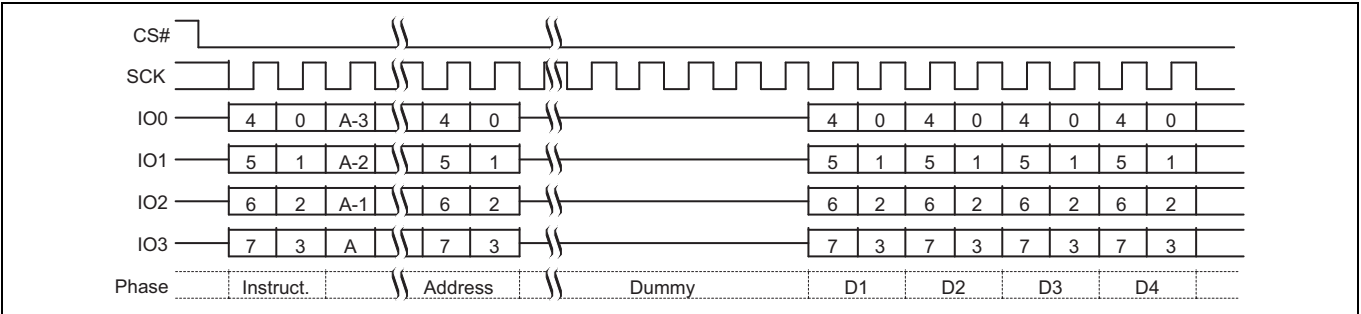 CS#
SCK
IO0 4 0 A-3 4 0 4 0 4 0 4 0 4 0
IO1 5 1 A-2 5 1 5 1 5 1 5 1 5 1
IO2 6 2 A-1 6 2 6 2 6 2 6 2 6 2
IO3 7 3 A 7 3 7 3 7 3 7 3 7 3
Phase Instruct. Address Dummy D1 D2 D3 D4